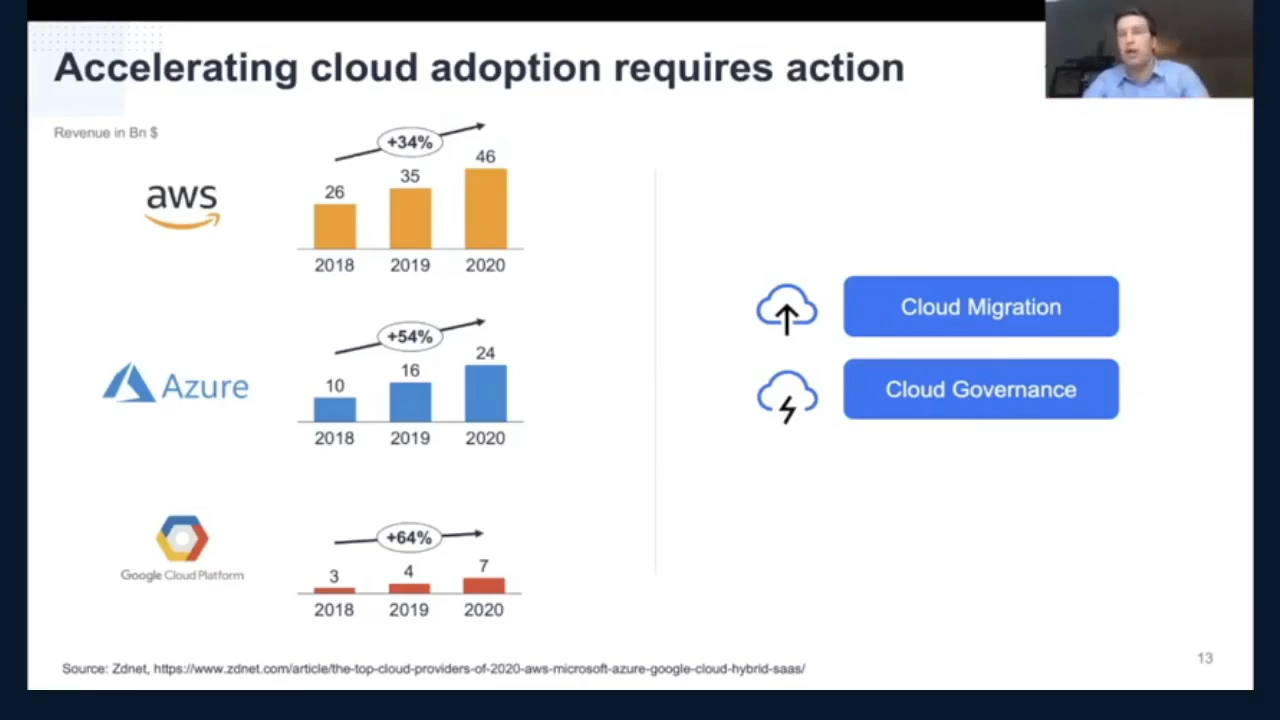 Accelerating cloud adoption requires action
Revenue in Bn $
aws
+34%
26
35
46
2018 2019 2020
Azure
+54%
10
16
24
2018 2019 2020
Google Cloud Platform
+64%
3
4
7
2018 2019 2020
Cloud Migration
Cloud Governance
Source: Zdnet, https://www.zdnet.com/article/the-top-cloud-providers-of-2020-aws-microsoft-azure-google-cloud-hybrid-saas/
13